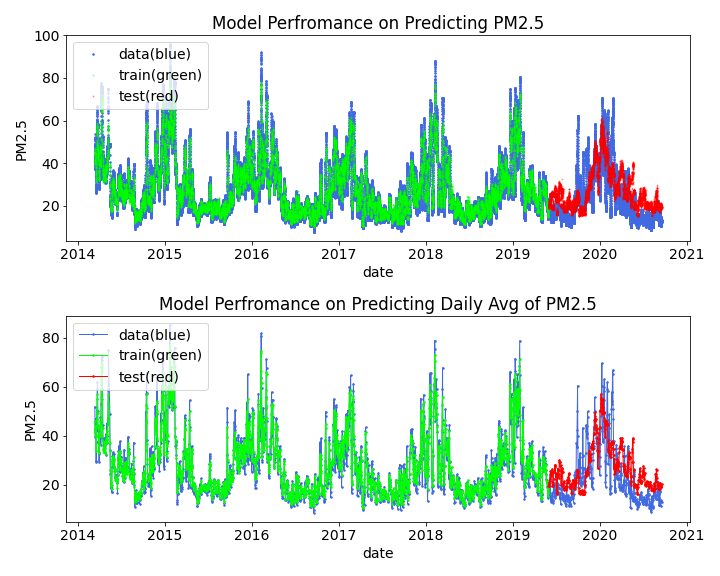 Model Perfromance on Predicting PM2.5
100
80
60
40
20
PM2.5
data(blue)
train(green)
test(red)
2014 2015 2016 2017 2018 2019 2020 2021
date
Model Perfromance on Predicting Daily Avg of PM2.5
80
60
40
20
PM2.5
data(blue)
train(green)
test(red)
2014 2015 2016 2017 2018 2019 2020 2021
date